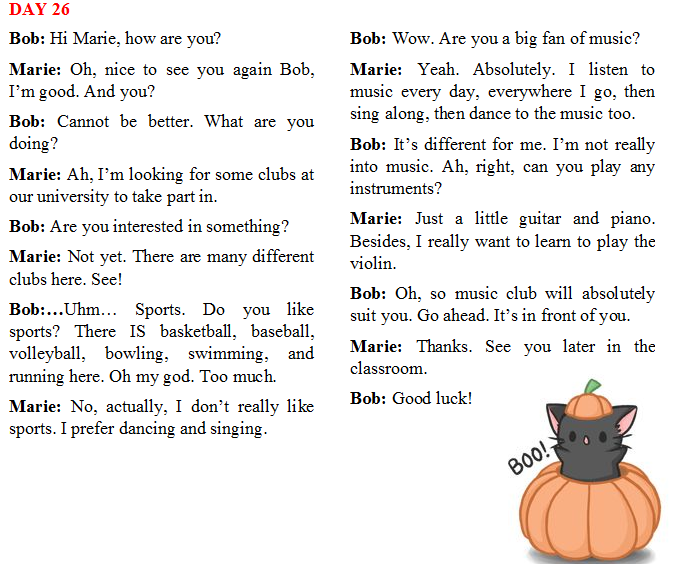 DAY 26
Bob: Hi Marie, how are you?
Marie: Oh, nice to see you again Bob,
I’m good. And you?
Bob: Cannot be better. What are you
doing?
Marie: Ah, I’m looking for some clubs at
our university to take part in.
Bob: Are you interested in something?
Marie: Not yet. There are many different
clubs here. See!
Bob:…Uhm… Sports. Do you like
sports? There IS basketball, baseball,
volleyball, bowling, swimming, and
running here. Oh my god. Too much.
Marie: No, actually, I don’t really like
sports. I prefer dancing and singing.
Bob: Wow. Are you a big fan of music?
Marie: Yeah. Absolutely. I listen to
music every day, everywhere I go, then
sing along, then dance to the music too.
Bob: It’s different for me. I’m not really
into music. Ah, right, can you play any
instruments?
Marie: Just a little guitar and piano.
Besides, I really want to learn to play the
violin.
Bob: Oh, so music club will absolutely
suit you. Go ahead. It’s in front of you.
Marie: Thanks. See you later in the
classroom.
Bob: Good luck!
BOO!